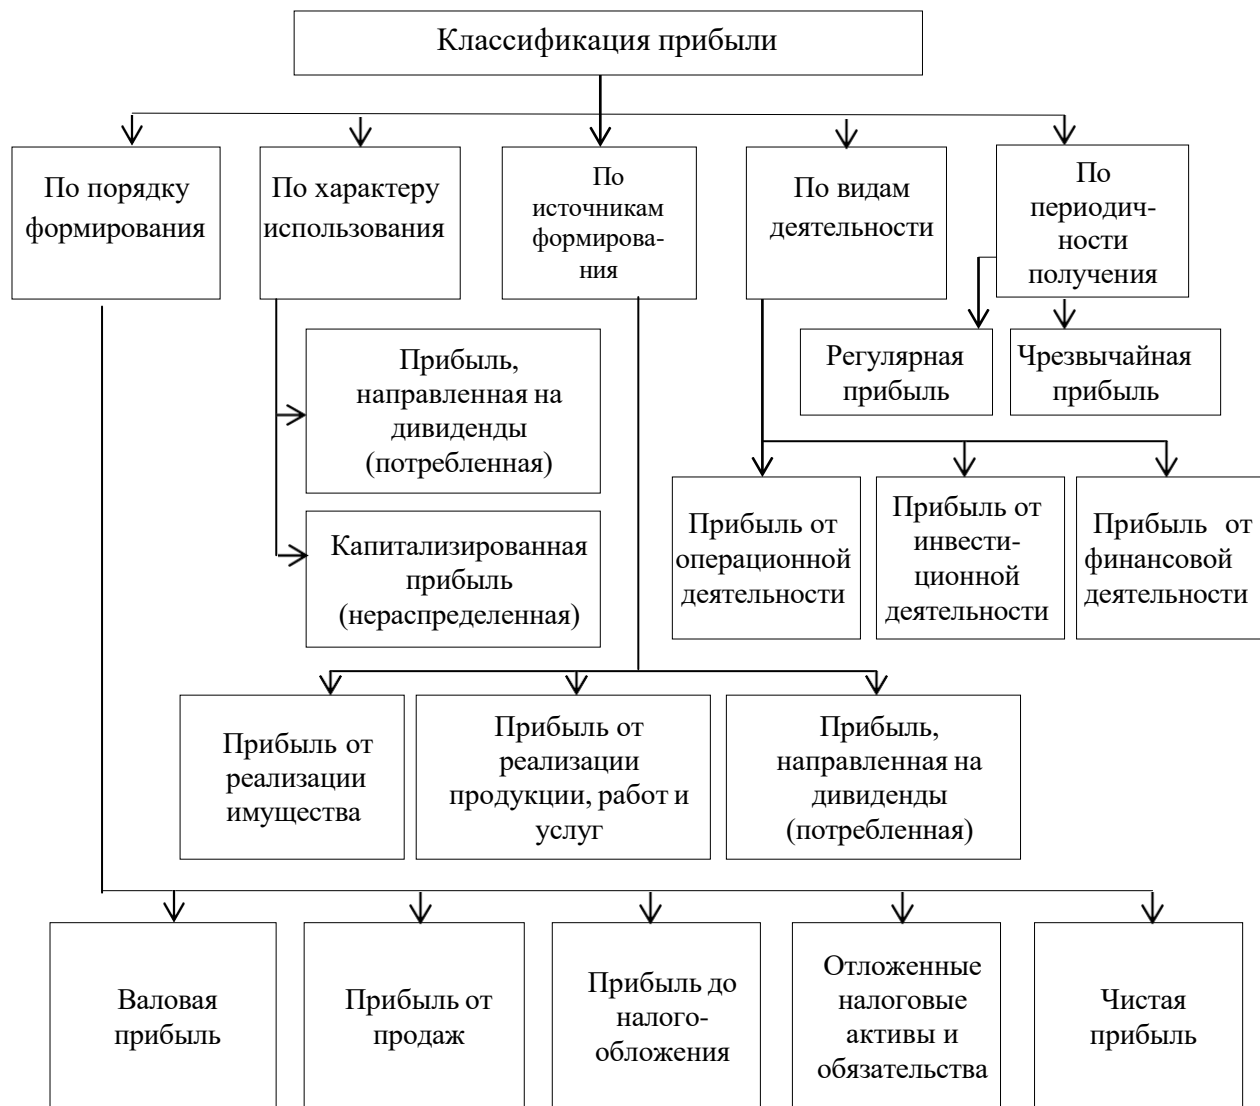 Классификация прибыли
По порядку
формирования
По характеру
использования
По
источникам
формирова-
ния
По видам
деятельности
По
периодич-
ности
получения
Регулярная
прибыль
Чрезвычайная
прибыль
Прибыль,
направленная на
дивиденды
(потребленная)
Капитализированная
прибыль
(нераспределенная)
Прибыль от
операционной
деятельности
Прибыль от
инвести-
ционной
деятельности
Прибыль от
финансовой
деятельности
Прибыль от
реализации
имущества
Прибыль от
реализации
продукции, работ и
услуг
Прибыль,
направленная на
дивиденды
(потребленная)
Валовая
прибыль
Прибыль от
продаж
Прибыль до
налого-
обложения
Отложенные
налоговые
активы и
обязательства
Чистая
прибыль